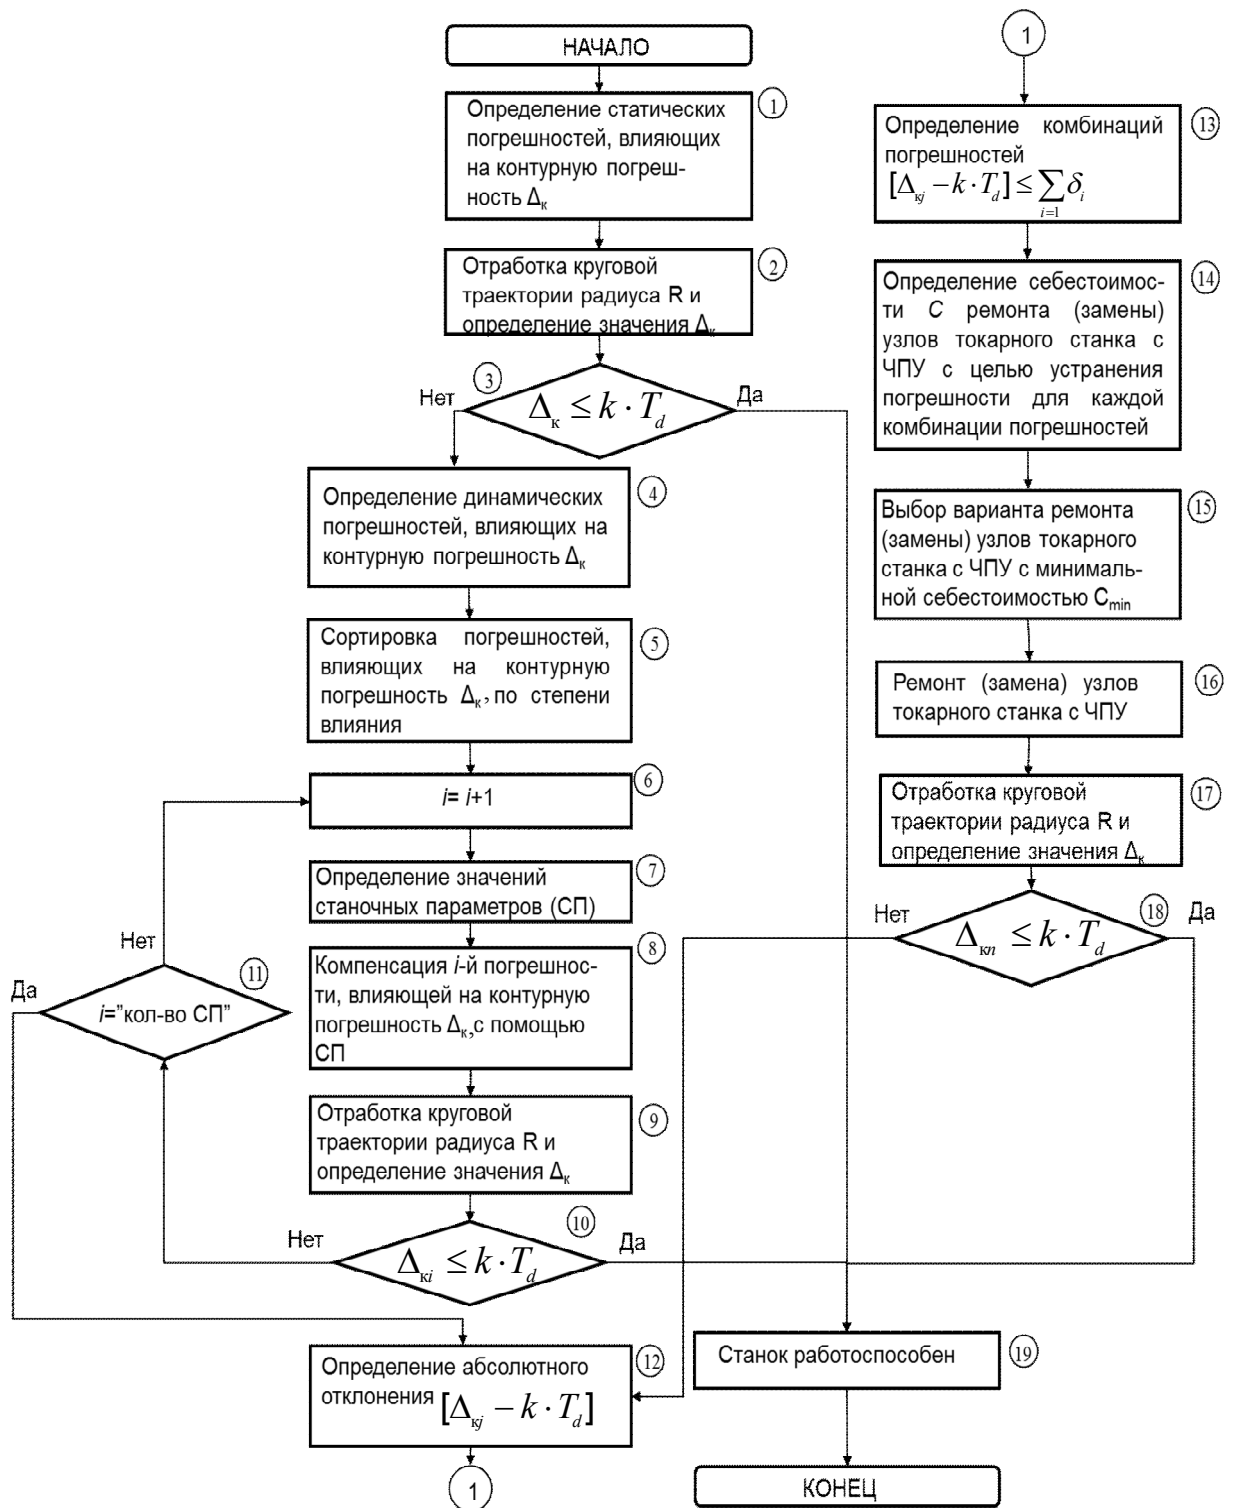 НАЧАЛО
1
Определение статических
погрешностей, влияющих
на контурную погреш-
ность Δк
2
Отработка круговой
траектории радиуса R и
определение значения Δк
3
Нет
Да
Δк ≤ k · Td
4
Определение динамических
погрешностей, влияющих на
контурную погрешность Δк
5
Сортировка погрешностей,
влияющих на контурную
погрешность Δк, по степени
влияния
6
i= i+1
7
Определение значений
станочных параметров (СП)
8
Компенсация i-й погрешнос-
ти, влияющей на контурную
погрешность Δк,с помощью
СП
9
Отработка круговой
траектории радиуса R и
определение значения Δк
10
Нет
Да
Δкi ≤ k · Td
11
Нет
Да
i="кол-во СП"
12
Определение абсолютного
отклонения [Δкj − k · Td]
1
1
13
Определение комбинаций
погрешностей
[Δкj − k · Td] ≤ ∑ δi
i=1
14
Определение себестоимос-
ти С ремонта (замены)
узлов токарного станка с
ЧПУ с целью устранения
погрешности для каждой
комбинации погрешностей
15
Выбор варианта ремонта
(замены) узлов токарного
станка с ЧПУ с минималь-
ной себестоимостью Cmin
16
Ремонт (замена) узлов
токарного станка с ЧПУ
17
Отработка круговой
траектории радиуса R и
определение значения Δк
18
Нет
Да
Δкn ≤ k · Td
19
Станок работоспособен
КОНЕЦ